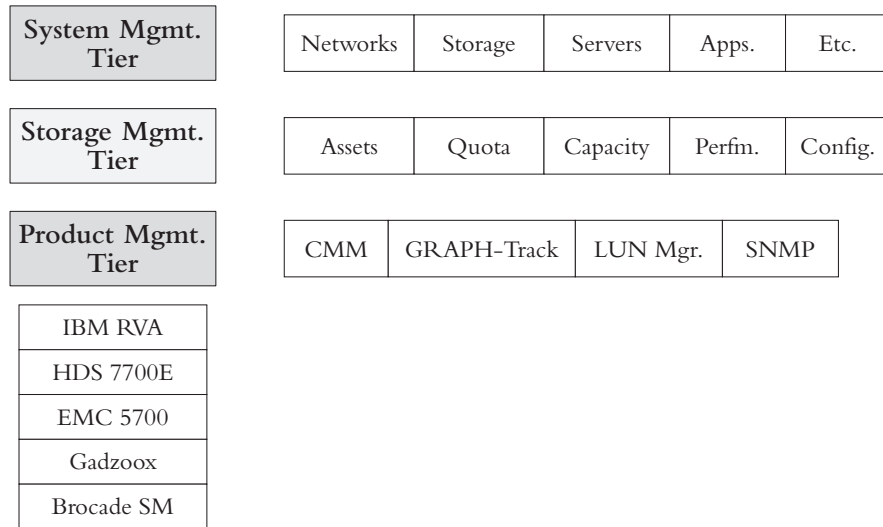 System Mgmt.
Tier
Networks Storage Servers Apps. Etc.
Storage Mgmt.
Tier
Assets Quota Capacity Perfm. Config.
Product Mgmt.
Tier
CMM GRAPH-Track LUN Mgr. SNMP
IBM RVA
HDS 7700E
EMC 5700
Gadzoox
Brocade SM